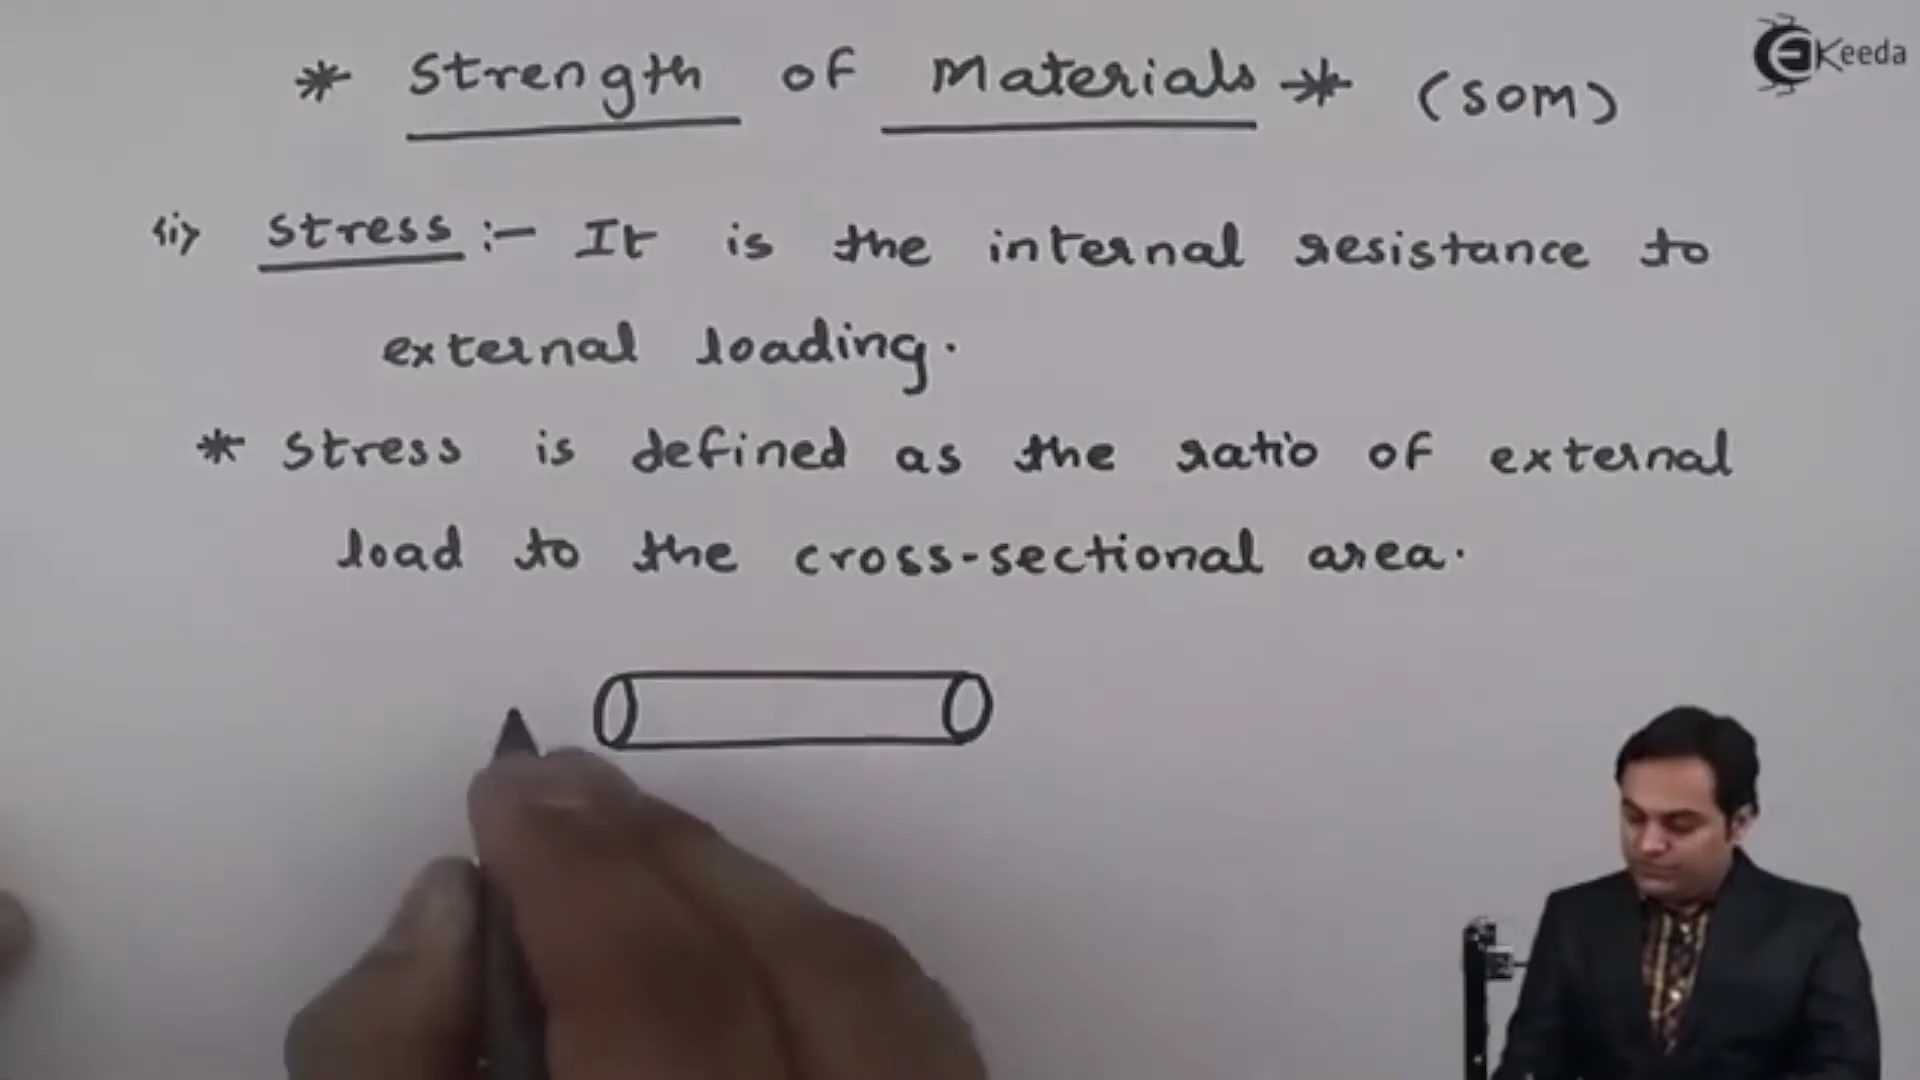 * Strength of Materials * (SOM)
Keeda
(i) Stress :- It is the internal resistance to
external loading.
* Stress is defined as the ratio of external
load to the cross-sectional area.